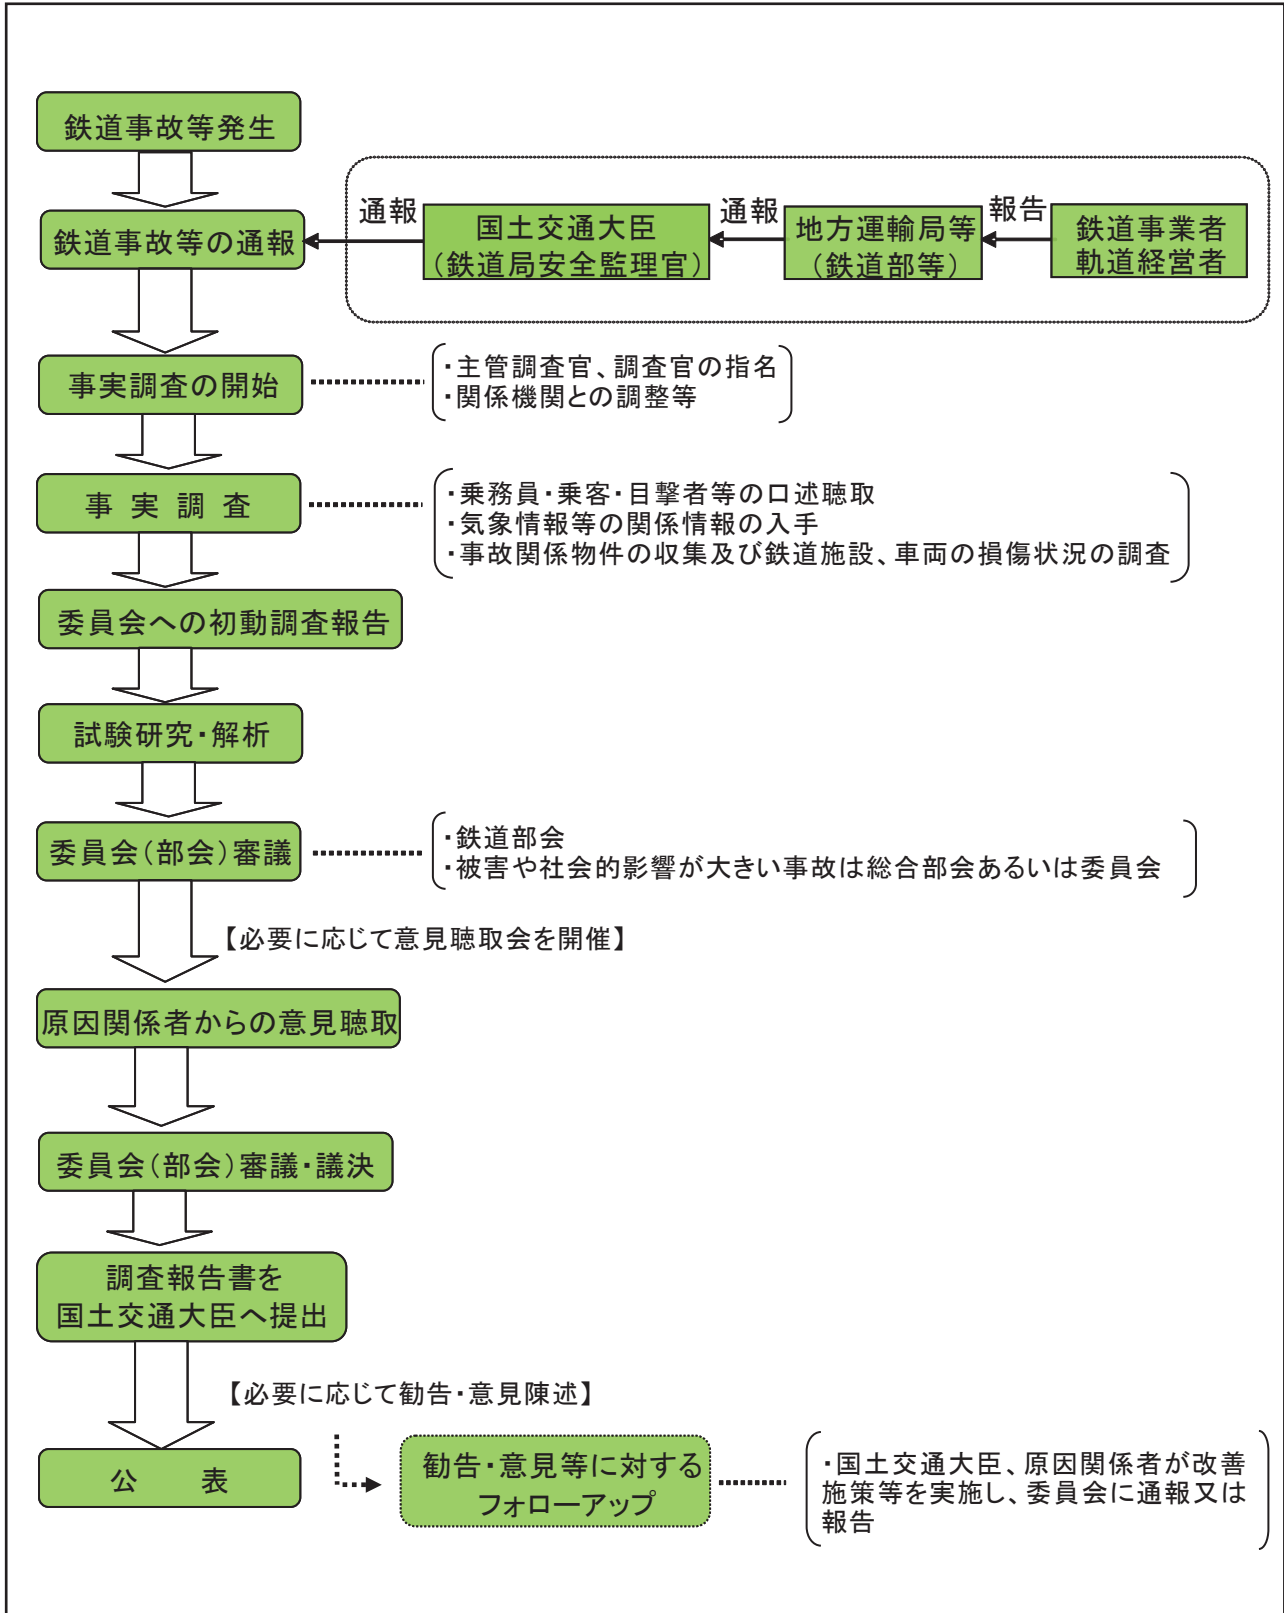 鉄道事故等発生
鉄道事故等の通報
通報
国土交通大臣
(鉄道局安全監理官)
通報
地方運輸局等
(鉄道部等)
報告
鉄道事業者
軌道経営者
事実調査の開始
・主管調査官、調査官の指名
・関係機関との調整等
事 実 調 査
・乗務員・乗客・目撃者等の口述聴取
・気象情報等の関係情報の入手
・事故関係物件の収集及び鉄道施設、車両の損傷状況の調査
委員会への初動調査報告
試験研究・解析
委員会(部会)審議
・鉄道部会
・被害や社会的影響が大きい事故は総合部会あるいは委員会
【必要に応じて意見聴取会を開催】
原因関係者からの意見聴取
委員会(部会)審議・議決
調査報告書を
国土交通大臣へ提出
【必要に応じて勧告・意見陳述】
公 表
勧告・意見等に対する
フォローアップ
・国土交通大臣、原因関係者が改善
施策等を実施し、委員会に通報又は
報告